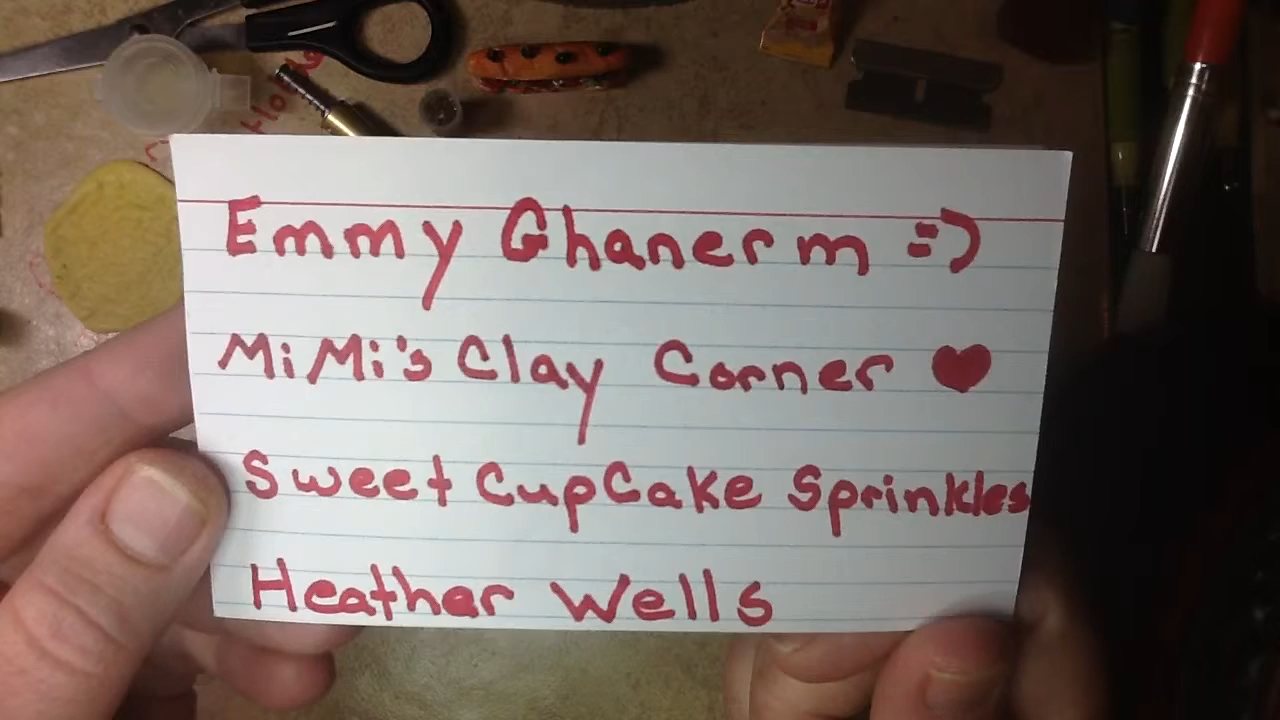 Emmy Ghanerm =)
MiMi's Clay Corner ♥
Sweet CupCake Sprinkles
Heather Wells